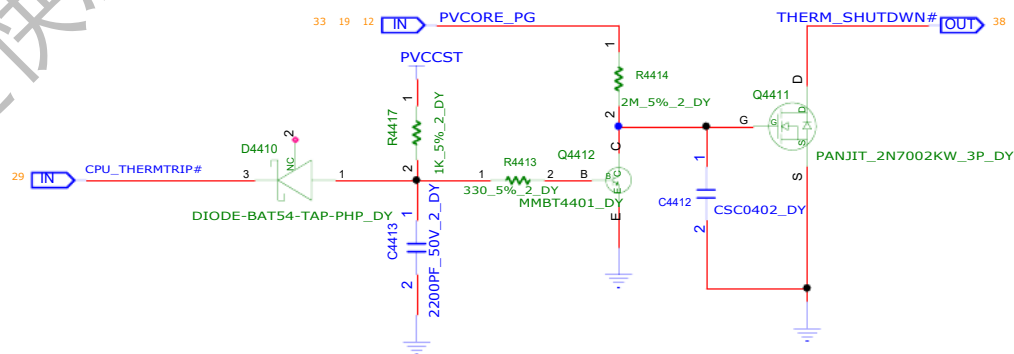 33 19 12 IN PVCORE_PG
THERM_SHUTDWN# OUT 38
PVCCST
1
R4414
2M_5%_2_DY
2
1
R4417
1K_5%_2_DY
2
D
Q4411
G
G
D
S
PANJIT_2N7002KW_3P_DY
S
2
NC
D4410
29 IN CPU_THERMTRIP#
3
1
DIODE-BAT54-TAP-PHP_DY
1
R4413
2
330_5%_2_DY
Q4412
C
B
B
C
E
MMBT4401_DY
E
1
C4413
2200PF_50V_2_DY
2
1
C4412
CSC0402_DY
2